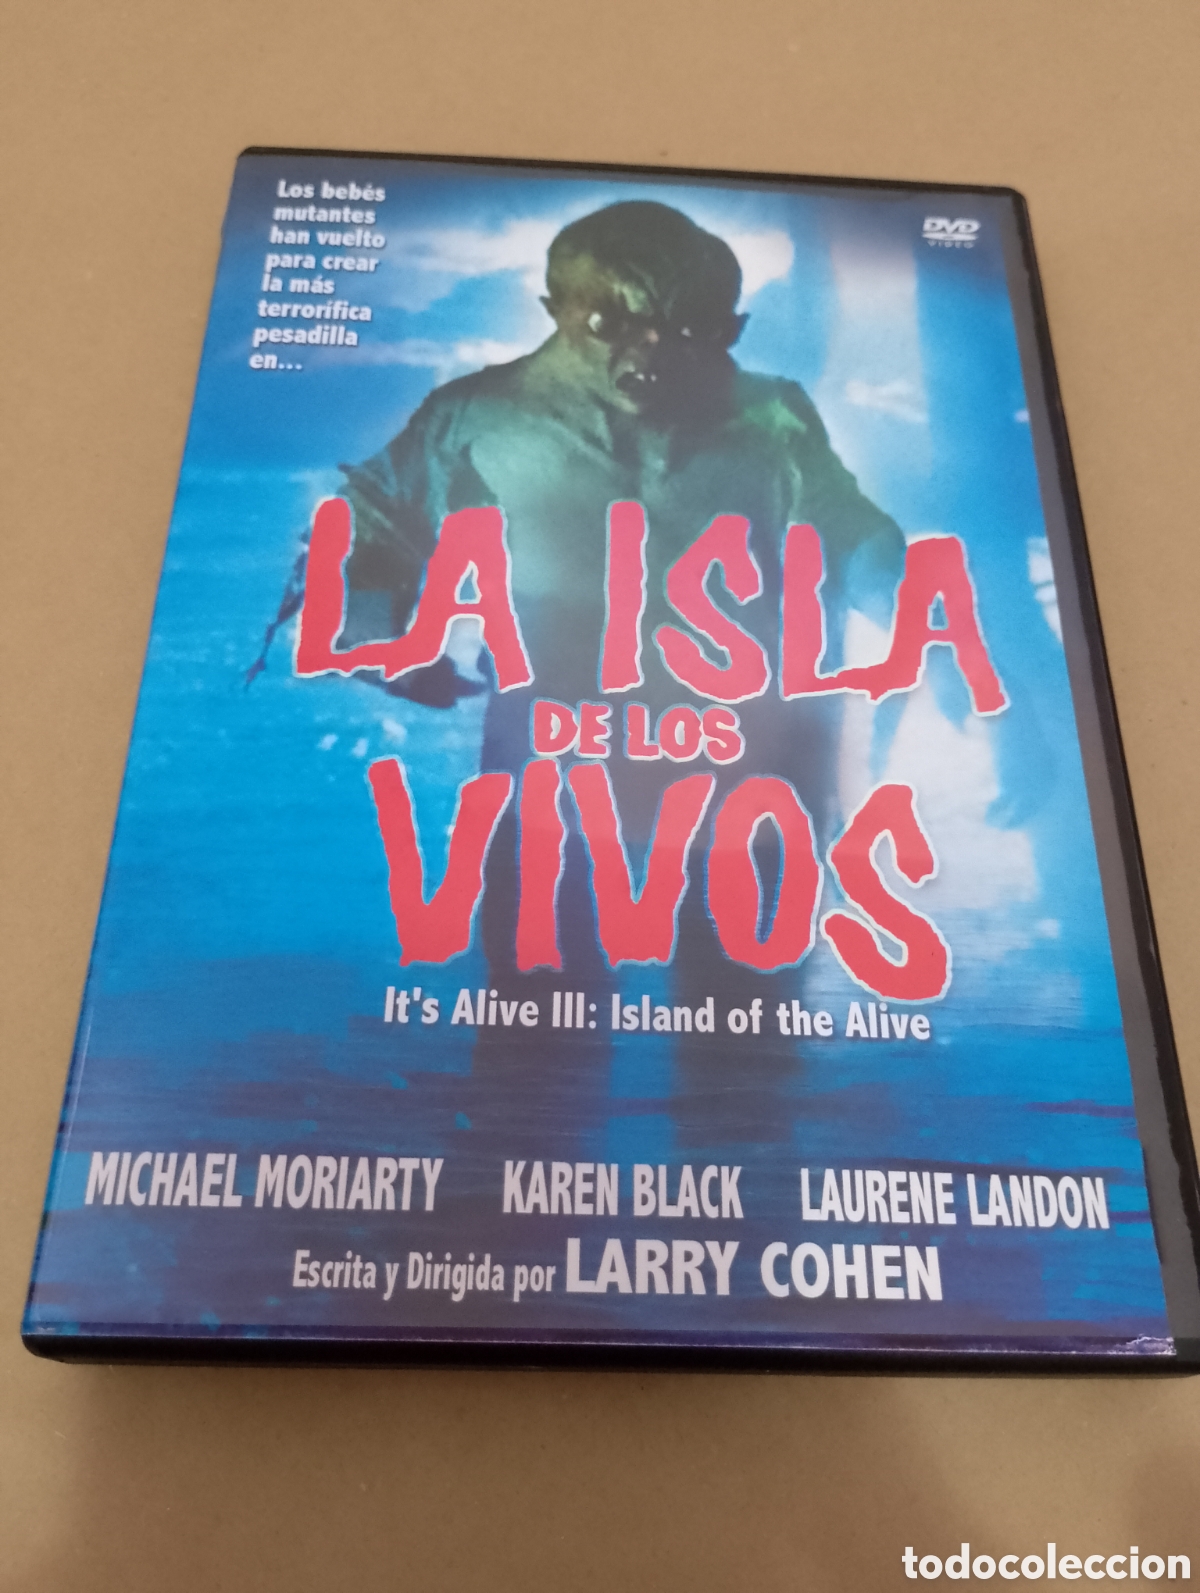 Los bebés
mutantes
han vuelto
para crear
la más
terrorífica
pesadilla
en...
DVD
VIDEO
LA ISLA
DE LOS
VIVOS
It's Alive III: Island of the Alive
MICHAEL MORIARTY KAREN BLACK LAURENE LANDON
Escrita y Dirigida por LARRY COHEN
todocoleccion